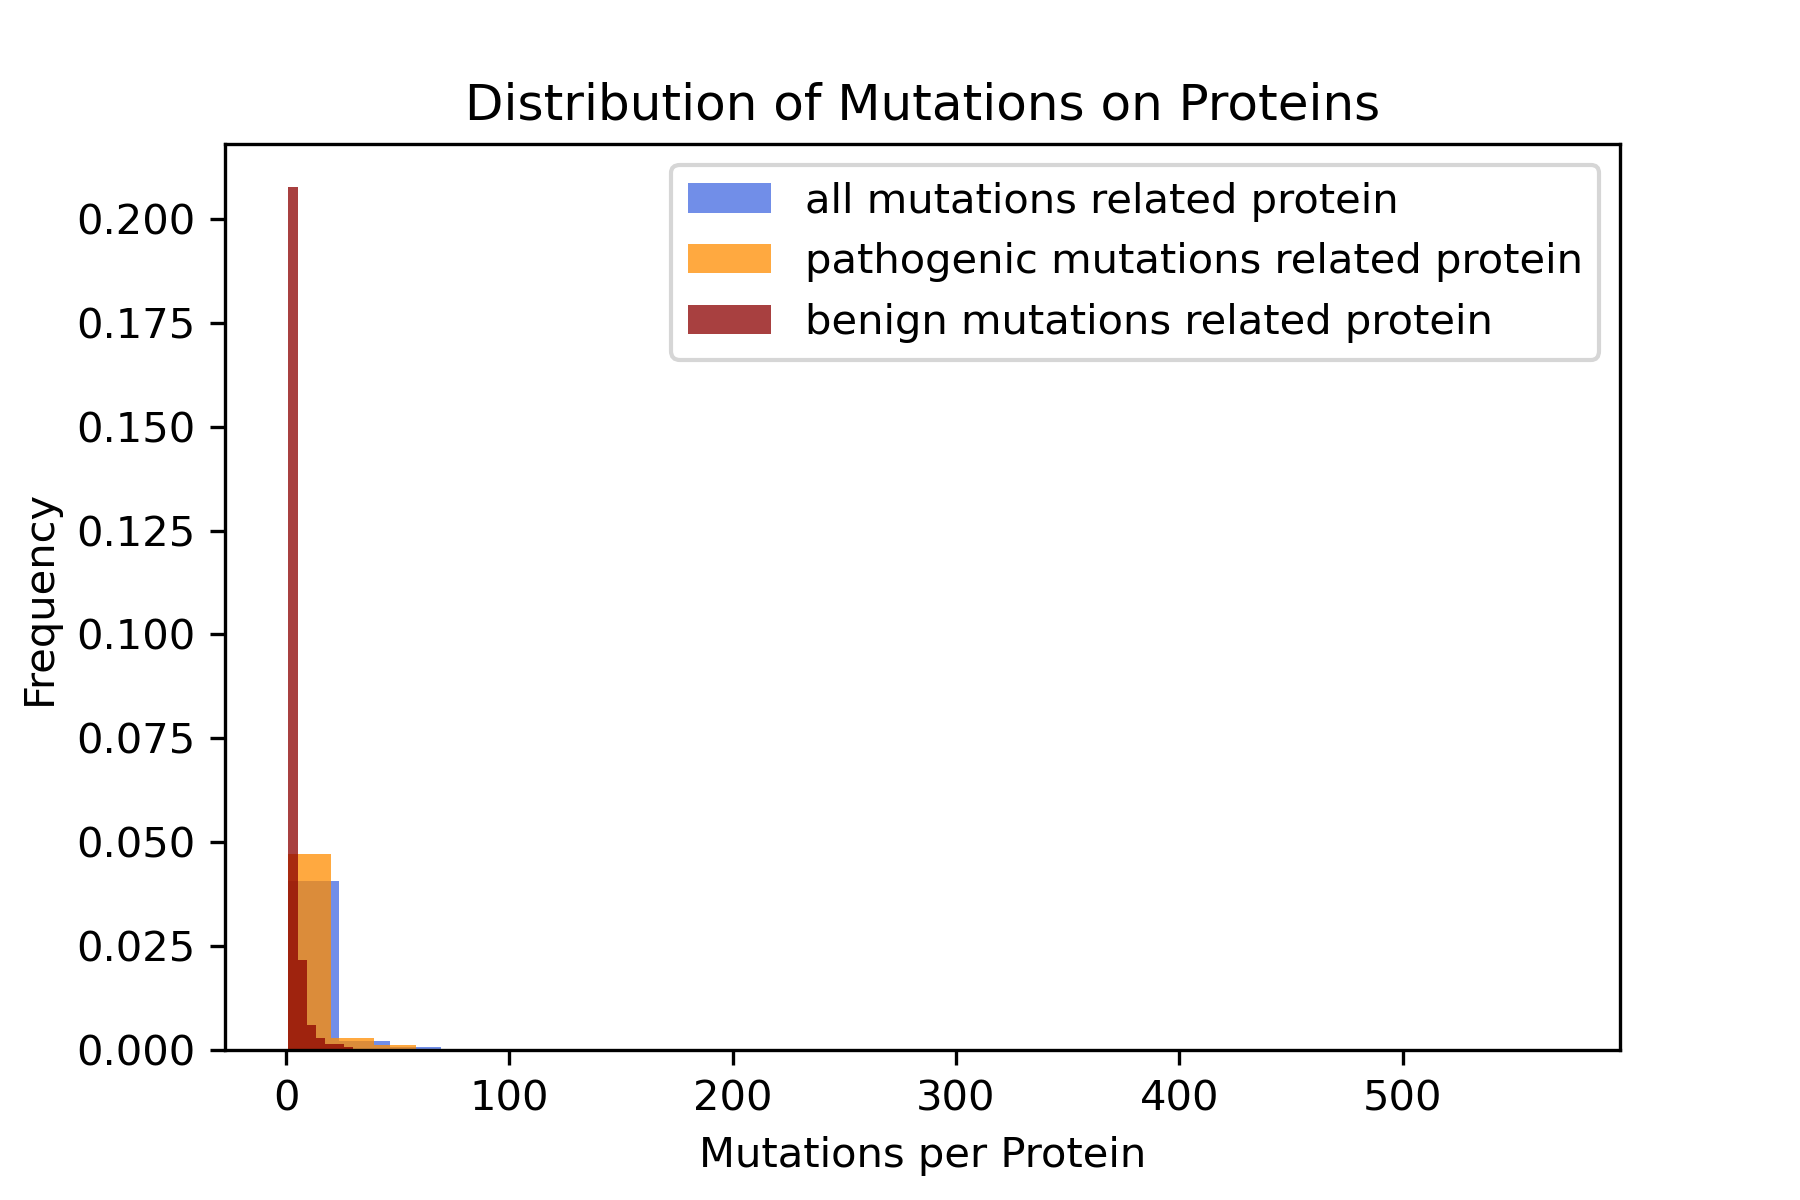 Distribution of Mutations on Proteins
all mutations related protein
pathogenic mutations related protein
benign mutations related protein
Frequency
0.200
0.175
0.150
0.125
0.100
0.075
0.050
0.025
0.000
0 100 200 300 400 500
Mutations per Protein